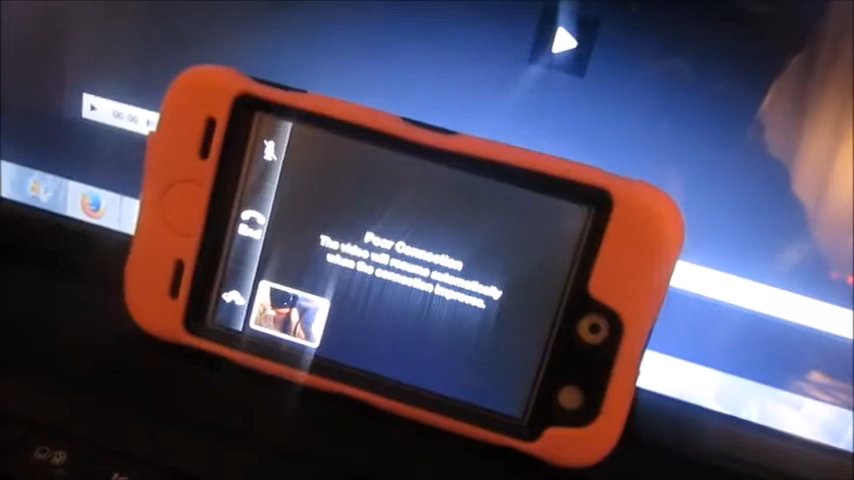 00:00
End
Poor Connection
The video will resume automatically
when the connection improves.